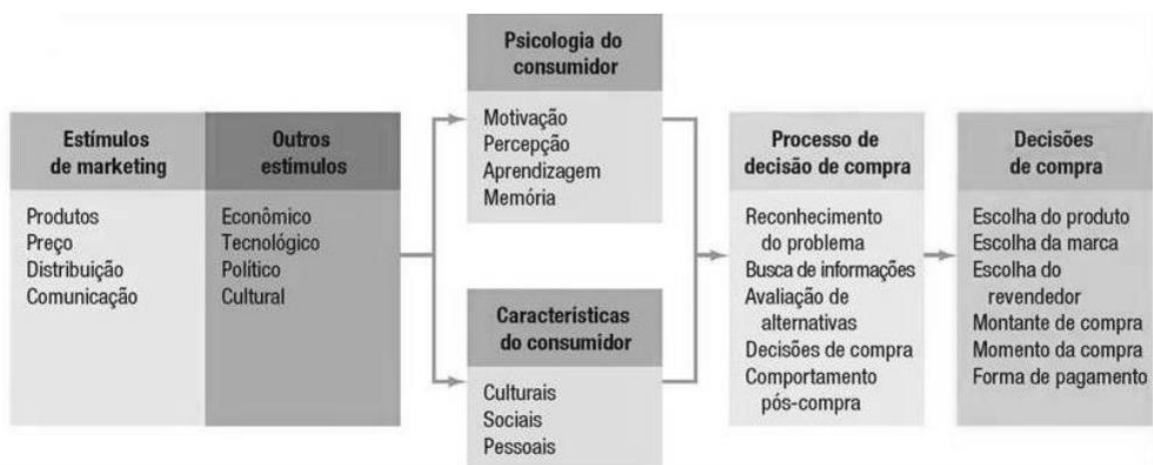 Estímulos
de marketing
Produtos
Preço
Distribuição
Comunicação
Outros
estímulos
Econômico
Tecnológico
Político
Cultural
Psicologia do
consumidor
Motivação
Percepção
Aprendizagem
Memória
Características
do consumidor
Culturais
Sociais
Pessoais
Processo de
decisão de compra
Reconhecimento
do problema
Busca de informações
Avaliação de
alternativas
Decisões de compra
Comportamento
pós-compra
Decisões
de compra
Escolha do produto
Escolha da marca
Escolha do
revendedor
Montante de compra
Momento da compra
Forma de pagamento